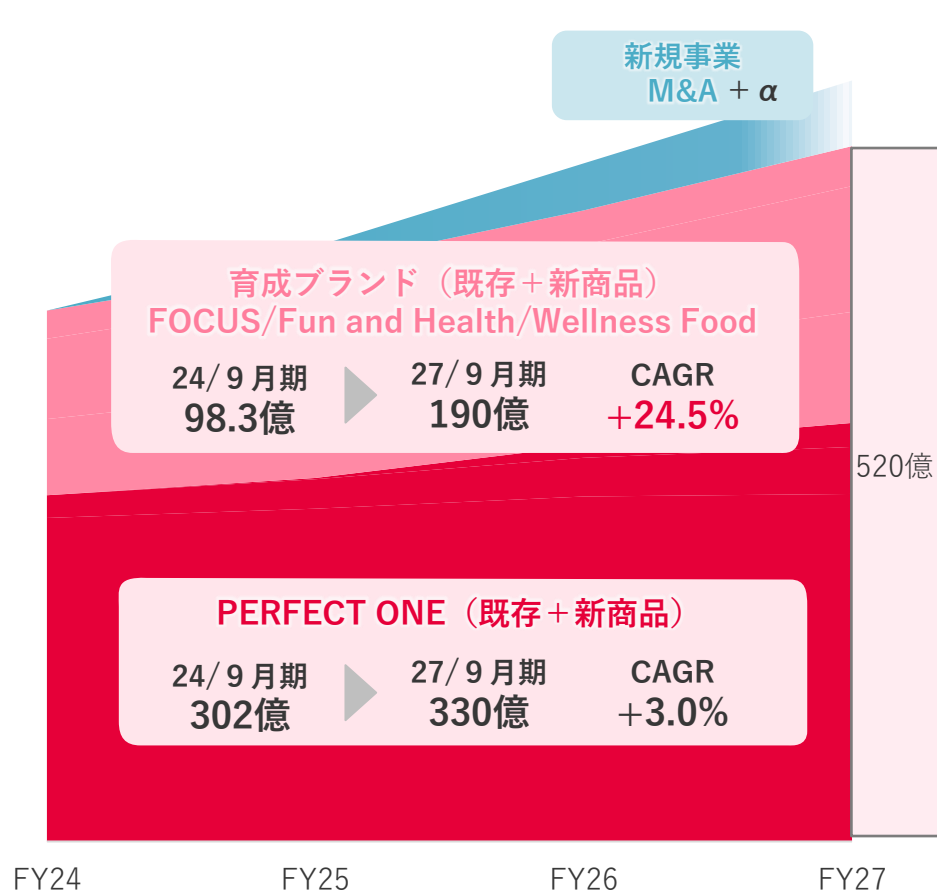 新規事業
M&A + α
育成ブランド（既存＋新商品）
FOCUS/Fun and Health/Wellness Food
24/9月期
98.3億
27/9月期
190億
CAGR
+24.5%
520億
PERFECT ONE（既存＋新商品）
24/9月期
302億
27/9月期
330億
CAGR
+3.0%
FY24
FY25
FY26
FY27